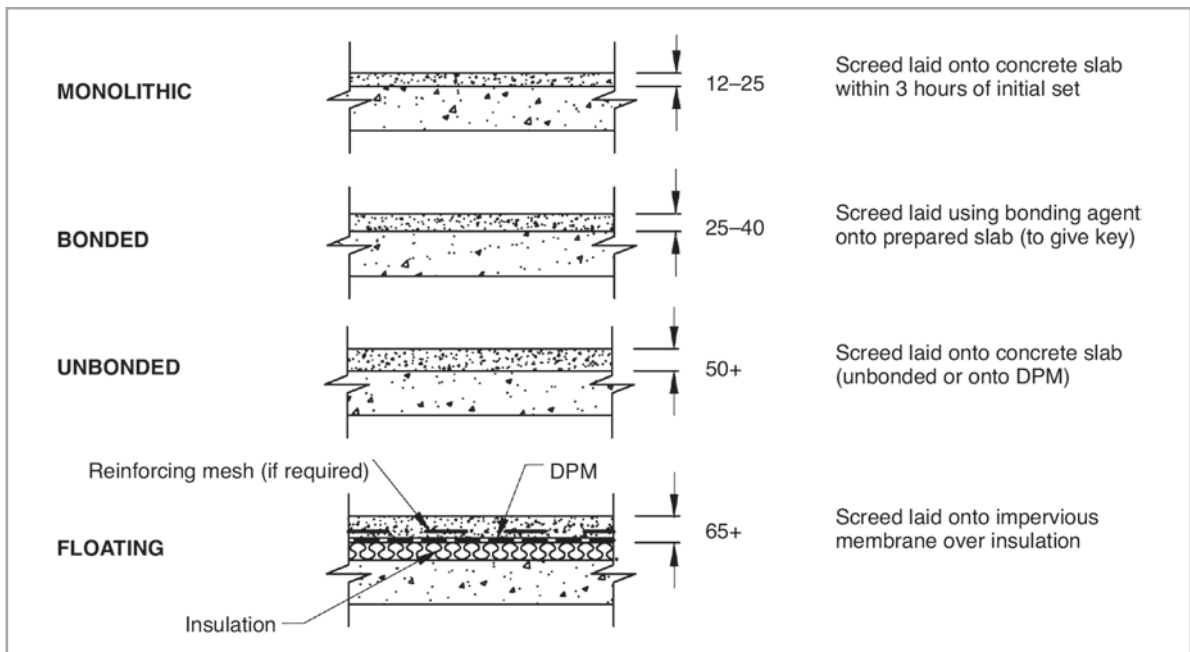 MONOLITHIC
12–25
Screed laid onto concrete slab
within 3 hours of initial set
BONDED
25–40
Screed laid using bonding agent
onto prepared slab (to give key)
UNBONDED
50+
Screed laid onto concrete slab
(unbonded or onto DPM)
Reinforcing mesh (if required)
DPM
FLOATING
65+
Screed laid onto impervious
membrane over insulation
Insulation